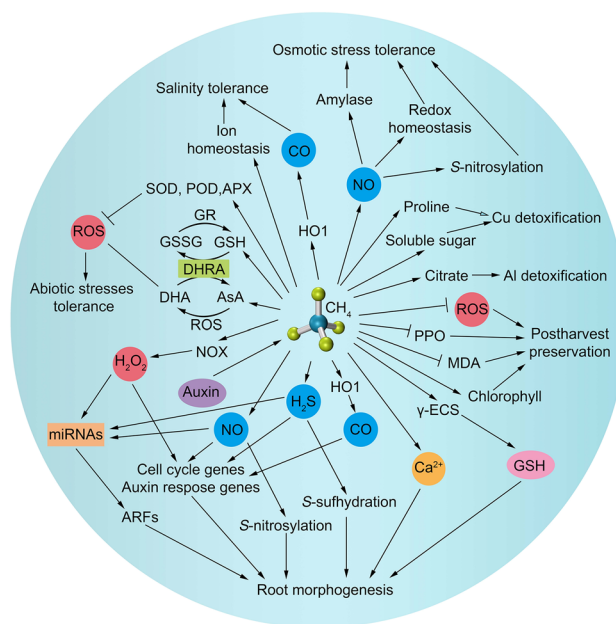 Osmotic stress tolerance
Salinity tolerance
Amylase
Redox
homeostasis
Ion
homeostasis
CO
S-nitrosylation
NO
SOD, POD,APX
Proline
Cu detoxification
GR
HO1
Soluble sugar
ROS
GSSG
GSH
DHRA
Citrate
Al detoxification
Abiotic stresses
tolerance
DHA
AsA
CH4
ROS
ROS
PPO
Postharvest
preservation
NOX
H2O2
MDA
Auxin
HO1
Chlorophyll
γ-ECS
H2S
miRNAs
NO
CO
Cell cycle genes
Auxin respose genes
Ca2+
GSH
S-sufhydration
ARFs
S-nitrosylation
Root morphogenesis